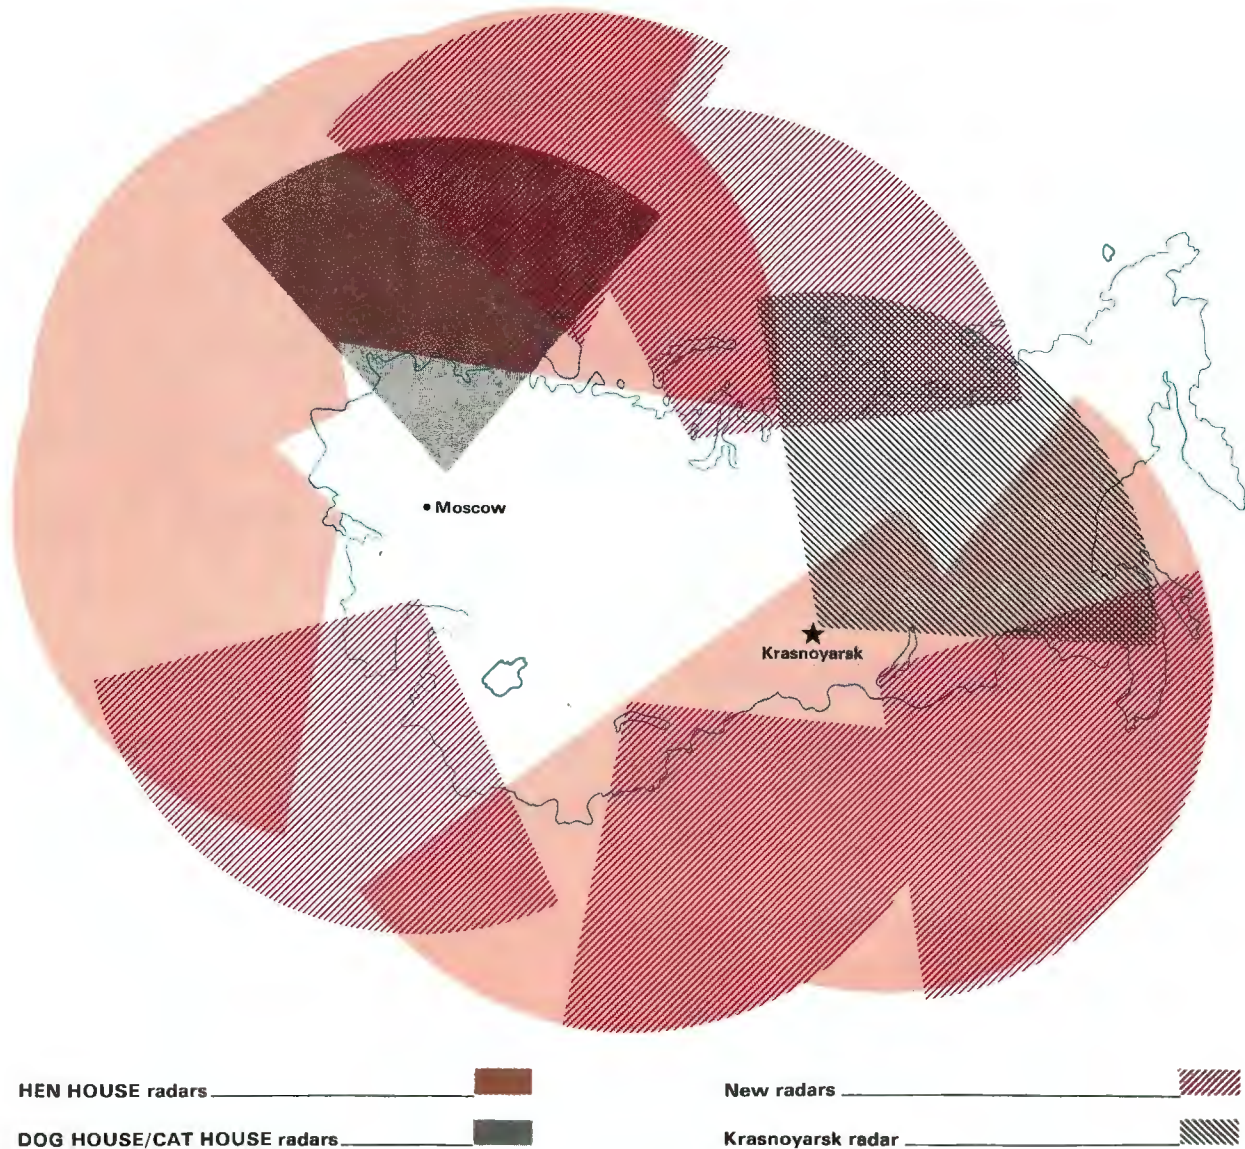 Moscow
Krasnoyarsk
HEN HOUSE radars
DOG HOUSE/CAT HOUSE radars
New radars
Krasnoyarsk radar